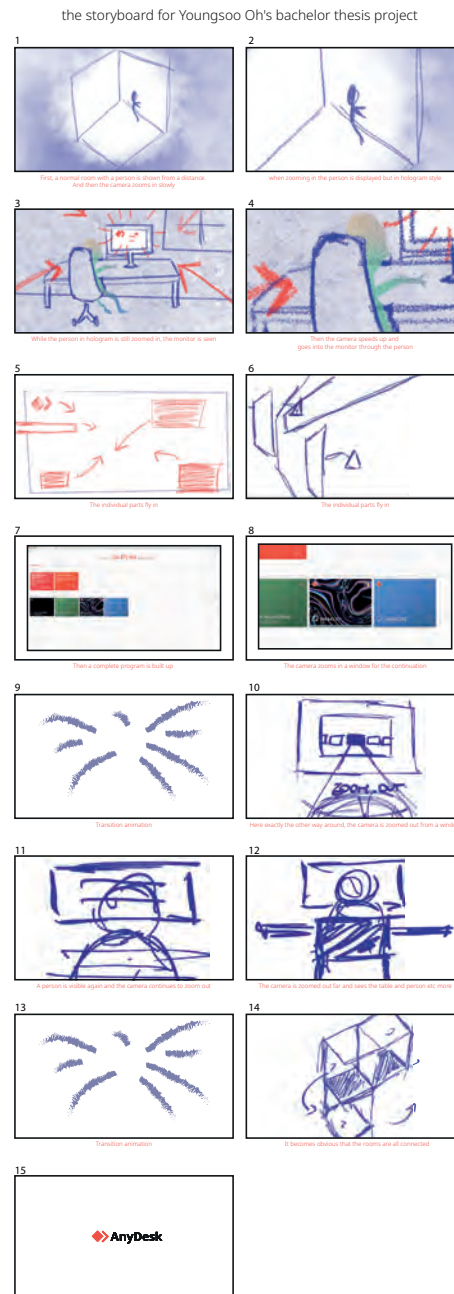 the storyboard for Youngsoo Oh's bachelor thesis project
1
2
First, a normal room with a person is shown from a distance.
And then the camera zooms in slowly
when zooming in the person is displayed but in hologram style
3
4
While the person in hologram is still zoomed in, the monitor is seen
Then the camera speeds up and
goes into the monitor through the person
5
6
The individual parts fly in
The individual parts fly in
7
8
Then a complete program is built up
The camera zooms in a window for the continuation
9
10
ZOOM_OUT
Transition animation
Here exactly the other way around, the camera is zoomed out from a
11
12
A person is visible again and the camera continues to zoom out
The camera is zoomed out far and sees the table and person etc more
13
14
Transition animation
It becomes obvious that the rooms are all connected
15
AnyDesk